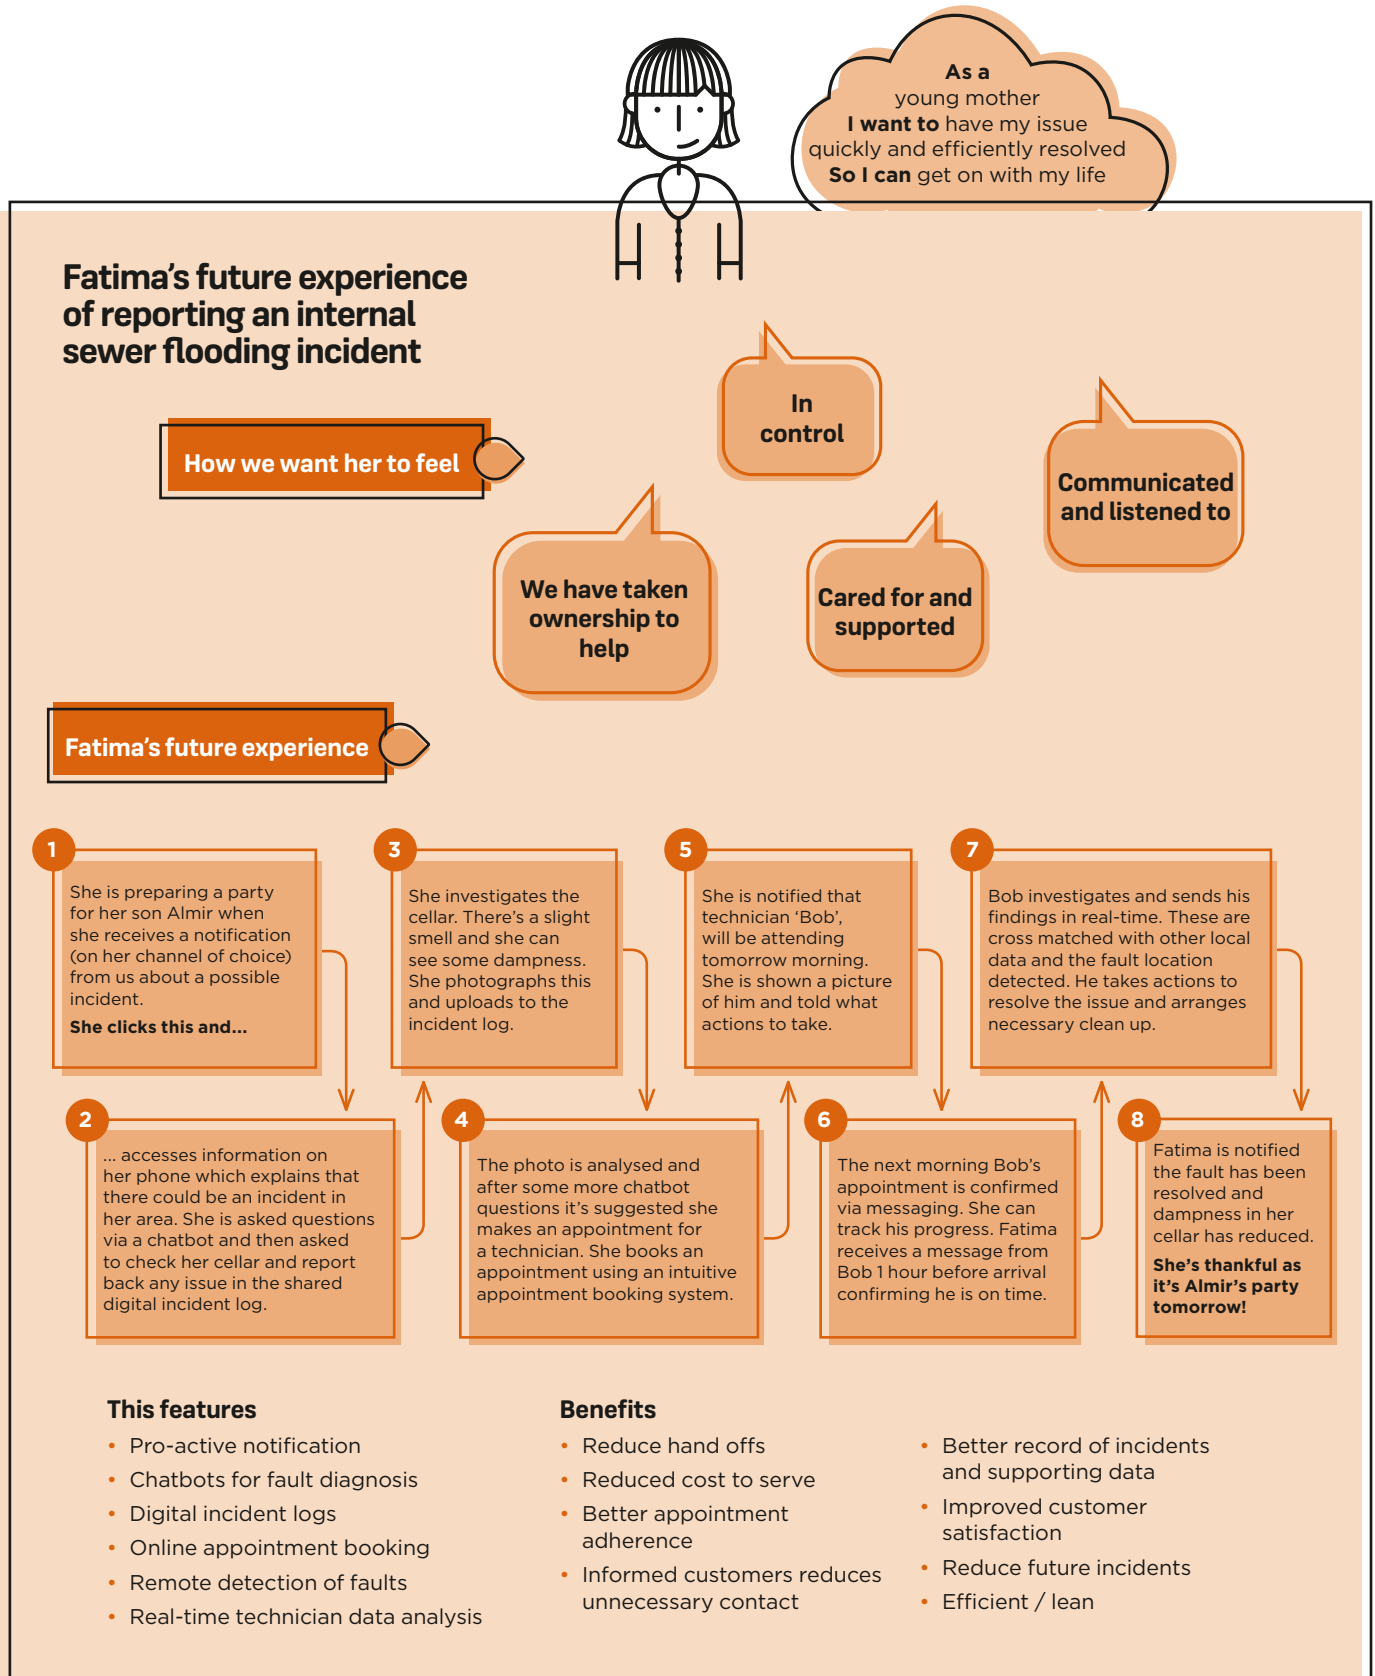 As a
young mother
I want to have my issue
quickly and efficiently resolved
So I can get on with my life
Fatima’s future experience
of reporting an internal
sewer flooding incident
How we want her to feel
In
control
Communicated
and listened to
We have taken
ownership to
help
Cared for and
supported
Fatima’s future experience
1
She is preparing a party
for her son Almir when
she receives a notification
(on her channel of choice)
from us about a possible
incident.
She clicks this and...
2
... accesses information on
her phone which explains that
there could be an incident in
her area. She is asked questions
via a chatbot and then asked
to check her cellar and report
back any issue in the shared
digital incident log.
3
She investigates the
cellar. There’s a slight
smell and she can
see some dampness.
She photographs this
and uploads to the
incident log.
4
The photo is analysed and
after some more chatbot
questions it’s suggested she
makes an appointment for
a technician. She books an
appointment using an intuitive
appointment booking system.
5
She is notified that
technician ‘Bob’,
will be attending
tomorrow morning.
She is shown a picture
of him and told what
actions to take.
6
The next morning Bob’s
appointment is confirmed
via messaging. She can
track his progress. Fatima
receives a message from
Bob 1 hour before arrival
confirming he is on time.
7
Bob investigates and sends his
findings in real-time. These are
cross matched with other local
data and the fault location
detected. He takes actions to
resolve the issue and arranges
necessary clean up.
8
Fatima is notified
the fault has been
resolved and
dampness in her
cellar has reduced.
She’s thankful as
it’s Almir’s party
tomorrow!
This features
• Pro-active notification
• Chatbots for fault diagnosis
• Digital incident logs
• Online appointment booking
• Remote detection of faults
• Real-time technician data analysis
Benefits
• Reduce hand offs
• Reduced cost to serve
• Better appointment
adherence
• Informed customers reduces
unnecessary contact
• Better record of incidents
and supporting data
• Improved customer
satisfaction
• Reduce future incidents
• Efficient / lean